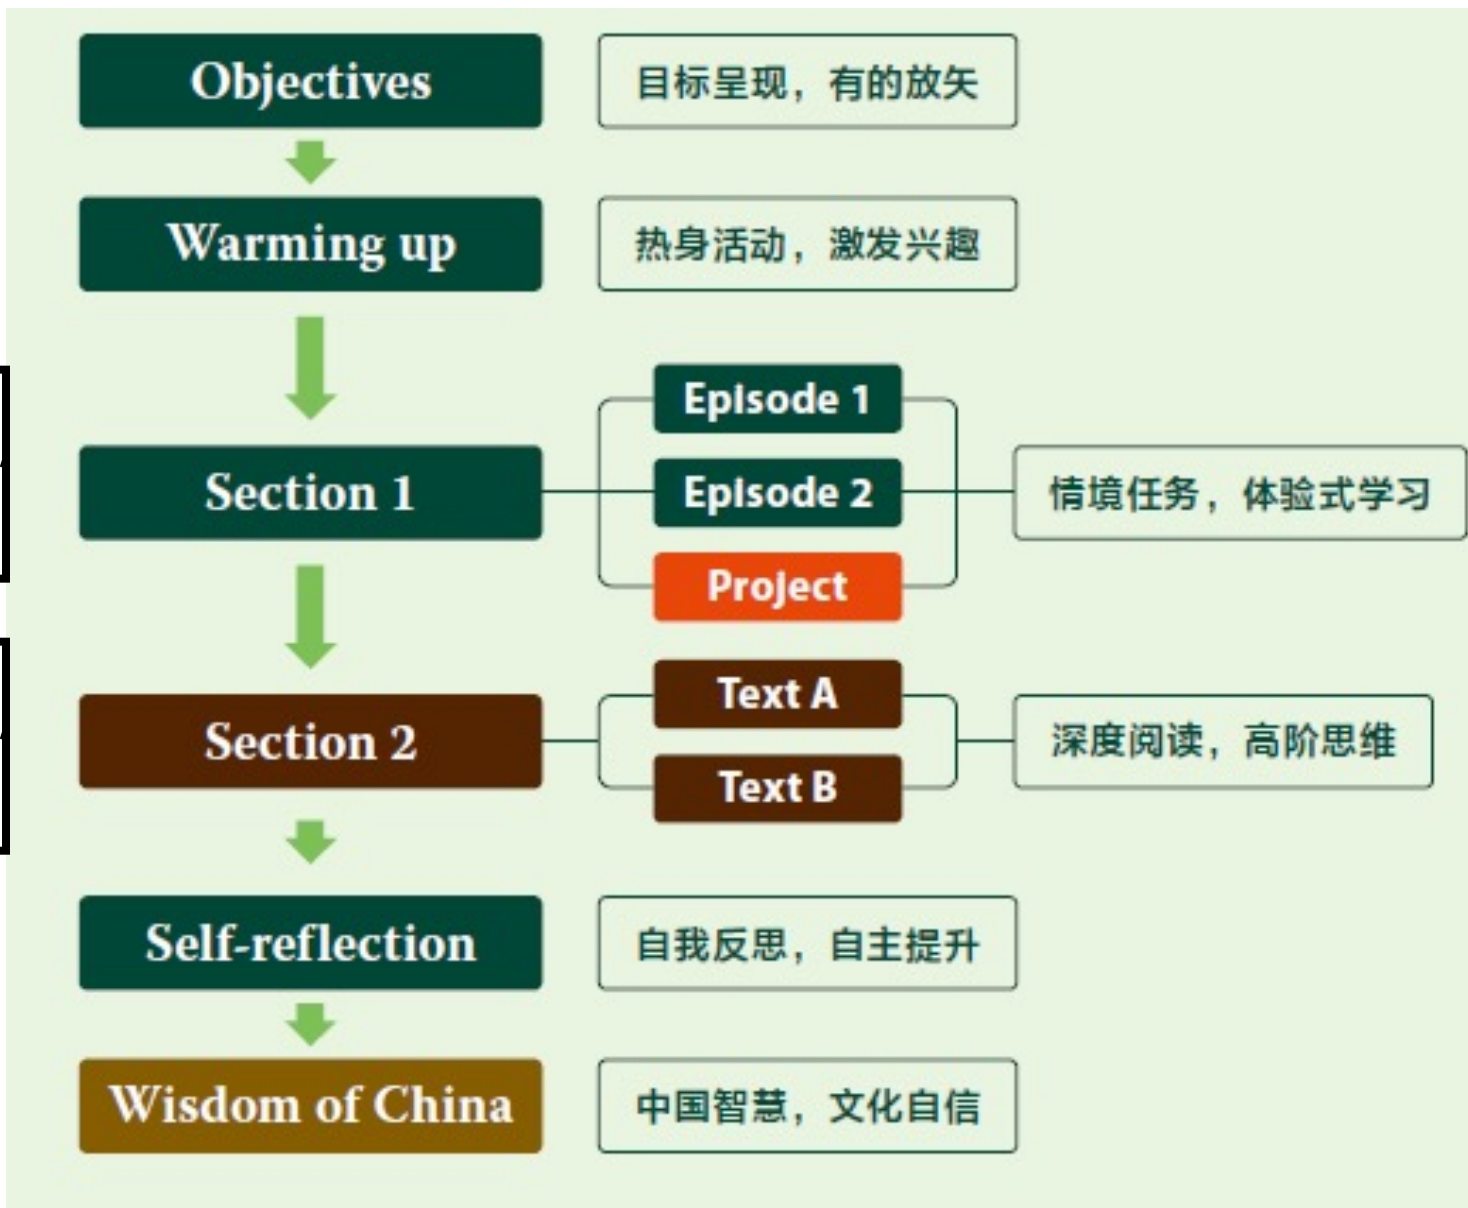 Objectives
目标呈现，有的放矢
Warming up
热身活动，激发兴趣
Section 1
Episode 1
Episode 2
Project
情境任务，体验式学习
Section 2
Text A
Text B
深度阅读，高阶思维
Self-reflection
自我反思，自主提升
Wisdom of China
中国智慧，文化自信